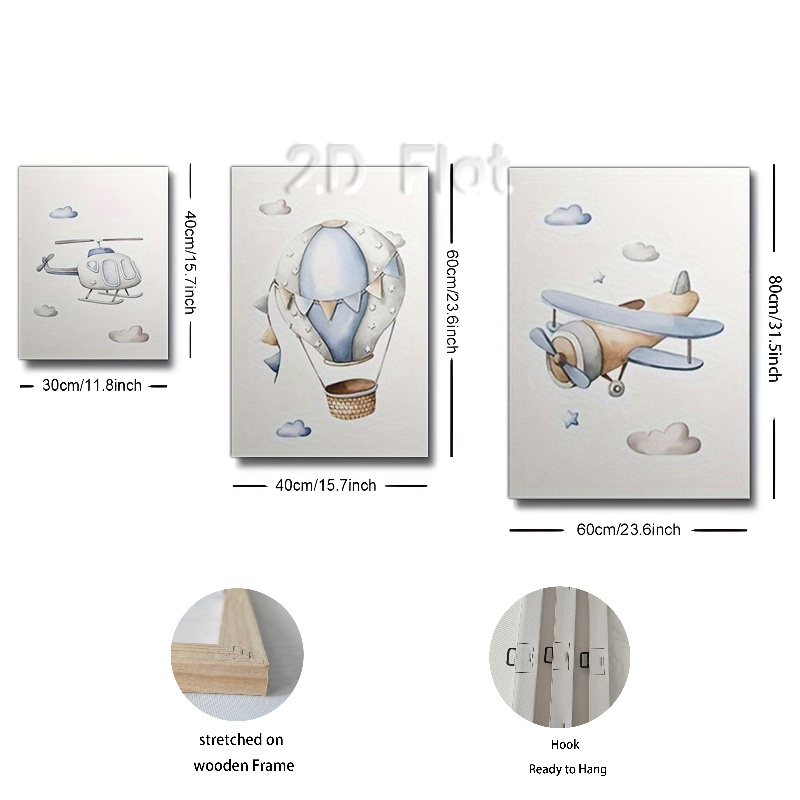 2D Flat
40cm/15.7inch
30cm/11.8inch
60cm/23.6inch
40cm/15.7inch
80cm/31.5inch
60cm/23.6inch
stretched on
wooden Frame
Hook
Ready to Hang